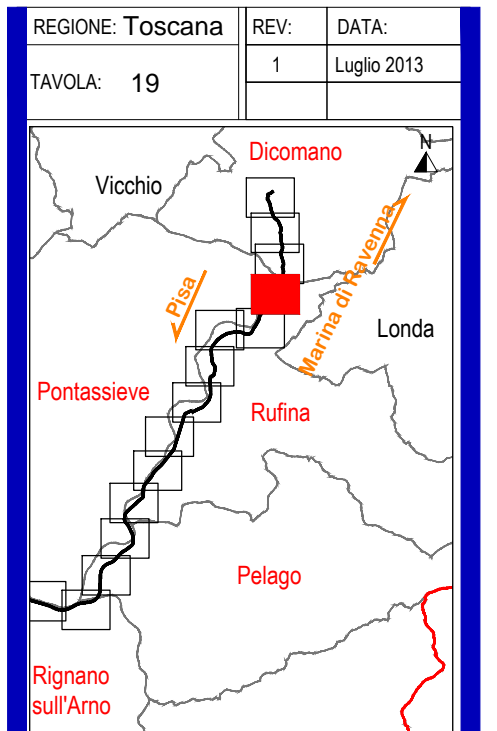 REGIONE: Toscana
REV:
DATA:
1
Luglio 2013
TAVOLA: 19
Dicomano
N
Vicchio
Marina di Ravenna
Pisa
Londa
Pontassieve
Rufina
Pelago
Rignano
sull'Arno